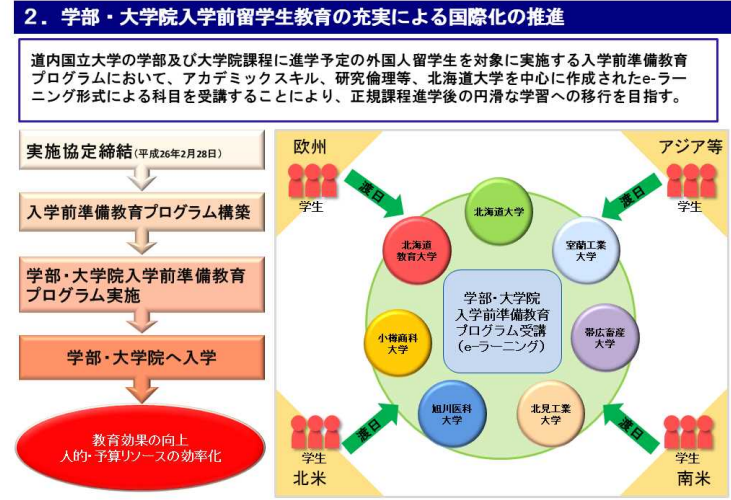 ２．学部・大学院入学前留学生教育の充実による国際化の推進
道内国立大学の学部及び大学院課程に進学予定の外国人留学生を対象に実施する入学前準備教育
プログラムにおいて、アカデミックスキル、研究倫理等、北海道大学を中心に作成されたe-ラー
ニング形式による科目を受講することにより、正規課程進学後の円滑な学習への移行を目指す。
実施協定締結(平成26年2月28日)
入学前準備教育プログラム構築
学部・大学院入学前準備教育
プログラム実施
学部・大学院へ入学
教育効果の向上
人的・予算リソースの効率化
欧州
学生
渡日
アジア等
学生
渡日
北海道大学
北海道
教育大学
室蘭工業
大学
小樽商科
大学
学部・大学院
入学前準備教育
プログラム受講
(e-ラーニング)
帯広畜産
大学
旭川医科
大学
北見工業
大学
渡日
学生
北米
渡日
学生
南米